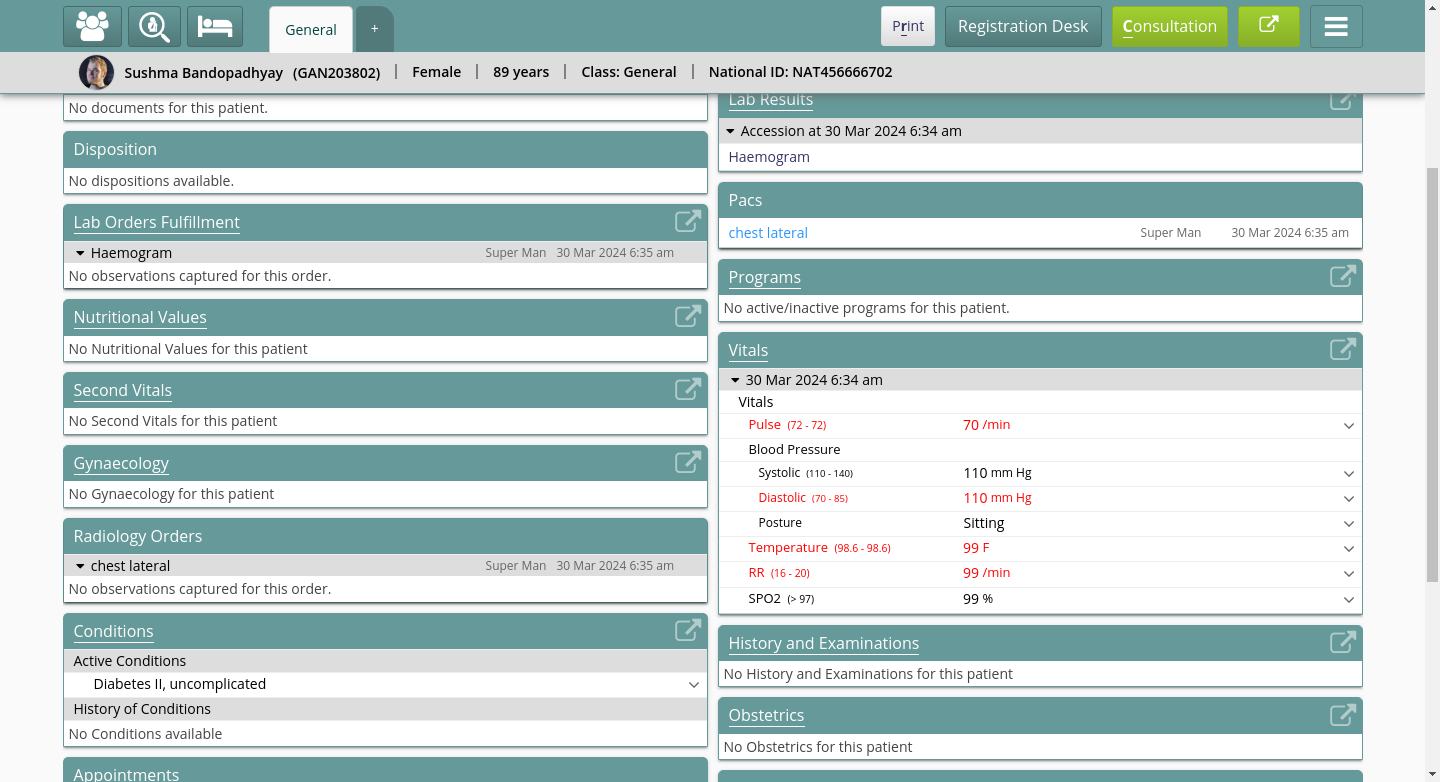 General
+
Print
Registration Desk
Consultation
Sushma Bandopadhyay (GAN203802) | Female | 89 years | Class: General | National ID: NAT456666702
No documents for this patient.
Disposition
No dispositions available.
Lab Orders Fulfillment
Haemogram Super Man 30 Mar 2024 6:35 am
No observations captured for this order.
Nutritional Values
No Nutritional Values for this patient
Second Vitals
No Second Vitals for this patient
Gynaecology
No Gynaecology for this patient
Radiology Orders
chest lateral Super Man 30 Mar 2024 6:35 am
No observations captured for this order.
Conditions
Active Conditions
Diabetes II, uncomplicated
History of Conditions
No Conditions available
Appointments
Lab Results
Accession at 30 Mar 2024 6:34 am
Haemogram
Pacs
chest lateral Super Man 30 Mar 2024 6:35 am
Programs
No active/inactive programs for this patient.
Vitals
30 Mar 2024 6:34 am
Vitals
Pulse (72 - 72) 70 /min
Blood Pressure
Systolic (110 - 140) 110 mm Hg
Diastolic (70 - 85) 110 mm Hg
Posture Sitting
Temperature (98.6 - 98.6) 99 F
RR (16 - 20) 99 /min
SPO2 (> 97) 99 %
History and Examinations
No History and Examinations for this patient
Obstetrics
No Obstetrics for this patient